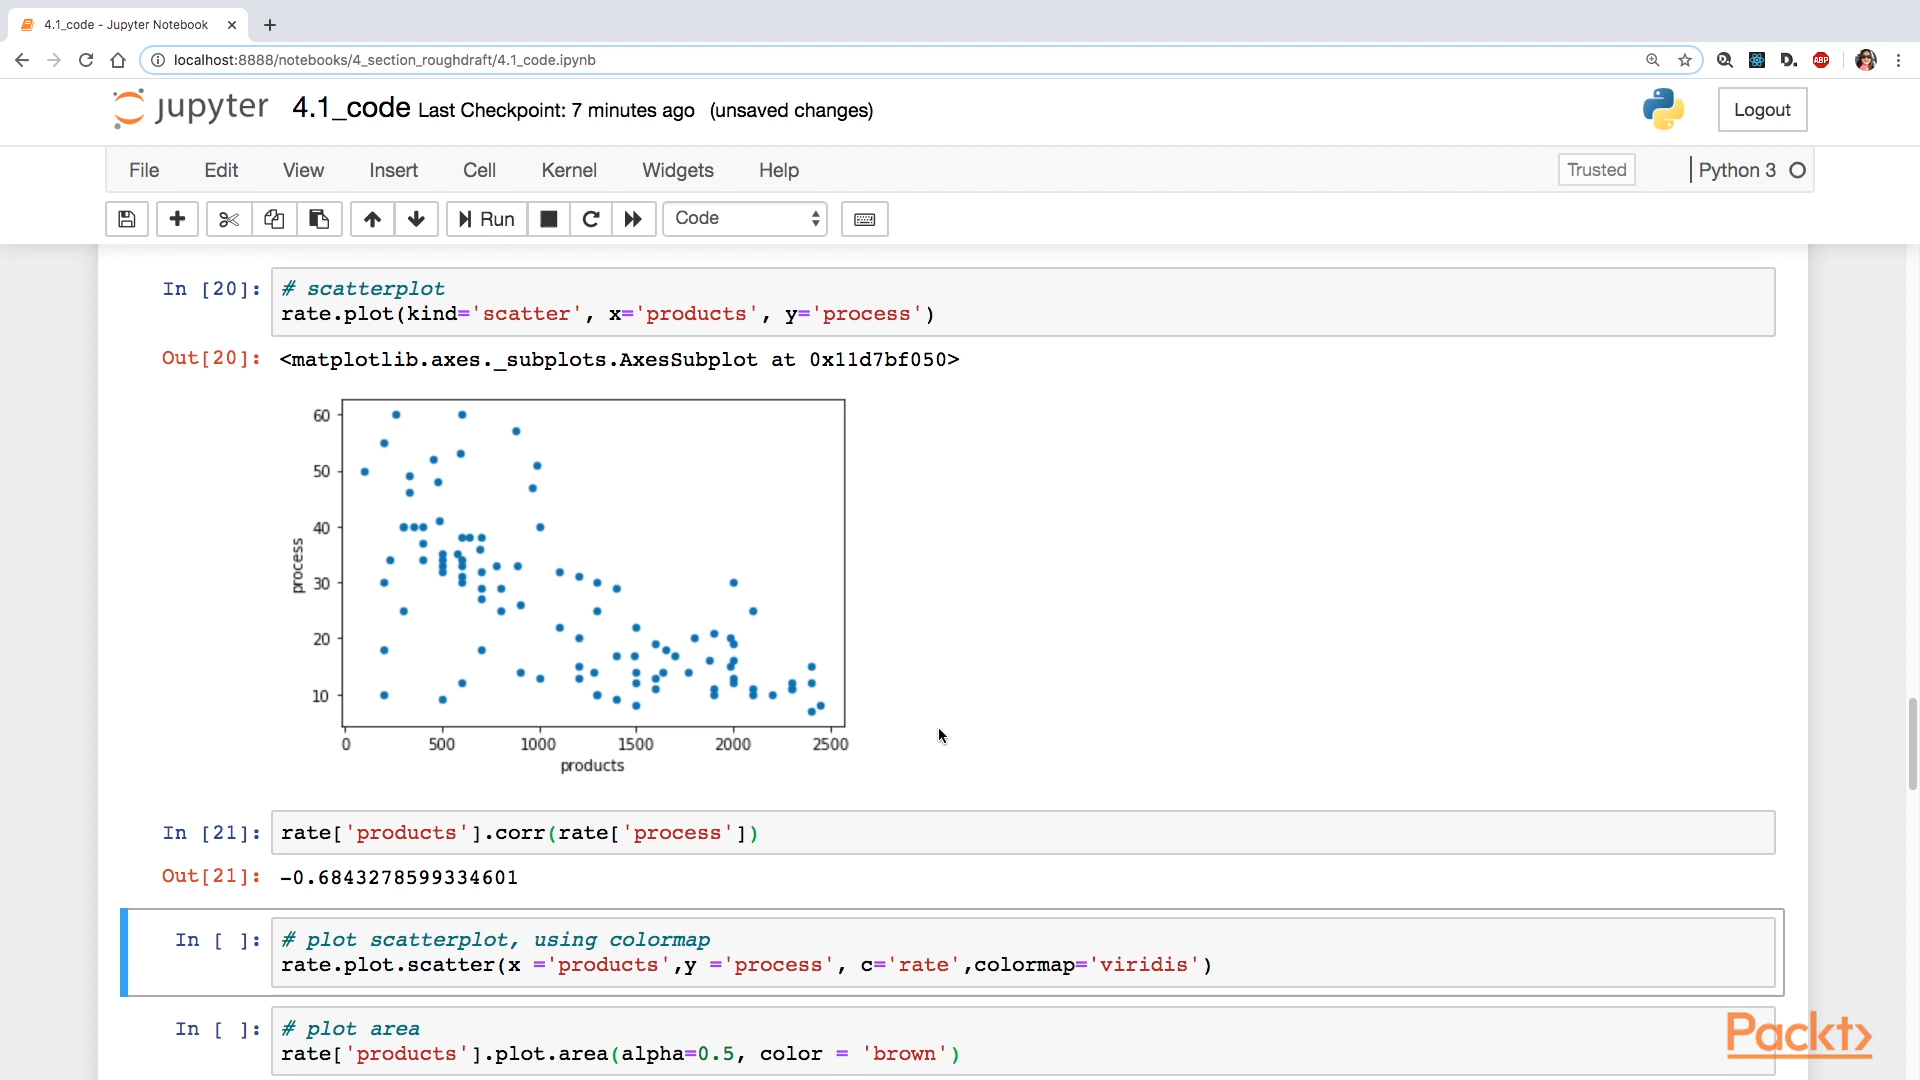 4.1_code - Jupyter Notebook
localhost:8888/notebooks/4_section_roughdraft/4.1_code.ipynb
D.
ABP
jupyter 4.1_code Last Checkpoint: 7 minutes ago (unsaved changes)
Logout
File Edit View Insert Cell Kernel Widgets Help Trusted Python 3
Run Code
In [20]: # scatterplot
rate.plot(kind='scatter', x='products', y='process')
Out[20]: <matplotlib.axes._subplots.AxesSubplot at 0x11d7bf050>
60
50
40
30
20
10
process
0 500 1000 1500 2000 2500
products
In [21]: rate['products'].corr(rate['process'])
Out[21]: -0.6843278599334601
In [ ]: # plot scatterplot, using colormap
rate.plot.scatter(x ='products',y ='process', c='rate',colormap='viridis')
In [ ]: # plot area
rate['products'].plot.area(alpha=0.5, color = 'brown')
Packt>